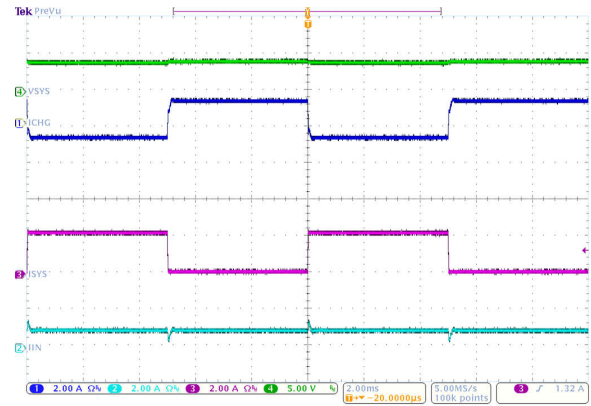 Tek PreVu
T
4 VSYS
1 ICHG
3 ISYS
2 IIN
1 2.00 A Ω 2 2.00 A Ω 3 2.00 A Ω 4 5.00 V
2.00ms
T→▼ −20.0000µs
5.00MS/s
100k points
3 1.32 A